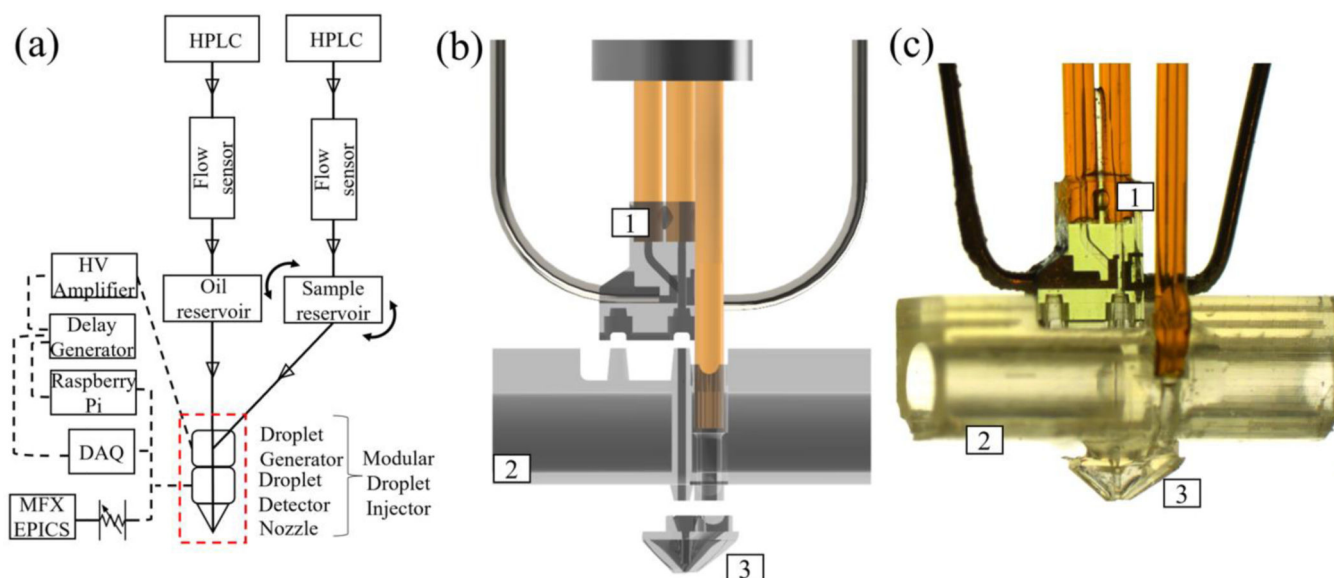 (a)
HPLC
HPLC
Flow
sensor
Flow
sensor
HV
Amplifier
Oil
reservoir
Sample
reservoir
Delay
Generator
Raspberry
Pi
DAQ
MFX
EPICS
Droplet
Generator
Droplet
Detector
Nozzle
Modular
Droplet
Injector
(b)
1
2
3
(c)
1
2
3